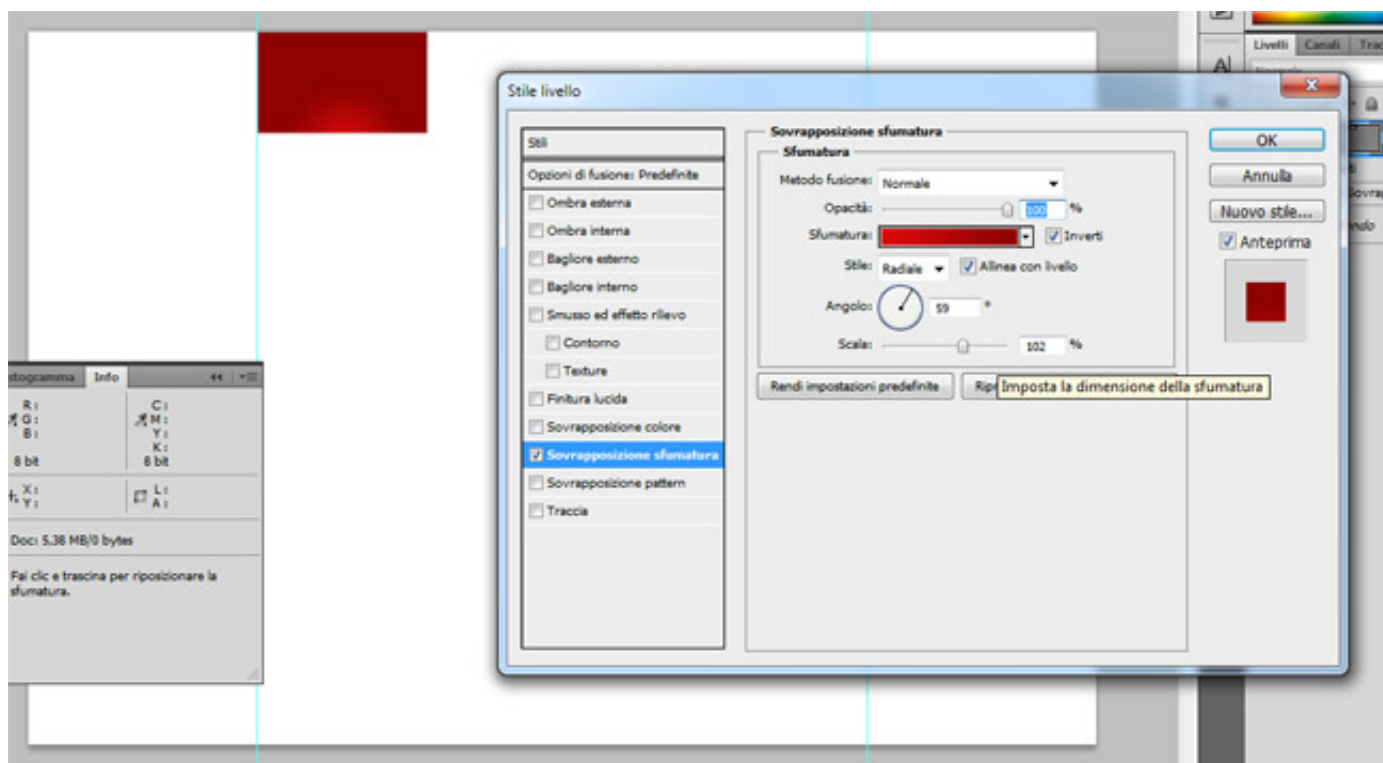 Livelli Canali Trac
A|
Stile livello
Stili
Opzioni di fusione: Predefinite
Ombra esterna
Ombra interna
Bagliore esterno
Bagliore interno
Smusso ed effetto rilievo
Contorno
Texture
Finitura lucida
Sovrapposizione colore
Sovrapposizione sfumatura
Sovrapposizione pattern
Traccia
Sovrapposizione sfumatura
Sfumatura
Metodo fusione: Normale
Opacità: 100 %
Sfumatura: Inverti
Stile: Radiale Allinea con livello
Angolo: 59 °
Scala: 102 %
Rendi impostazioni predefinite
Imposta la dimensione della sfumatura
OK
Annulla
Nuovo stile...
Anteprima
Sovrap
ndo
stogramma Info
R: C:
G: M:
B: Y:
K:
8 bit 8 bit
X: L:
Y: A:
Doc: 5,38 MB/0 bytes
Fai clic e trascina per riposizionare la
sfumatura.